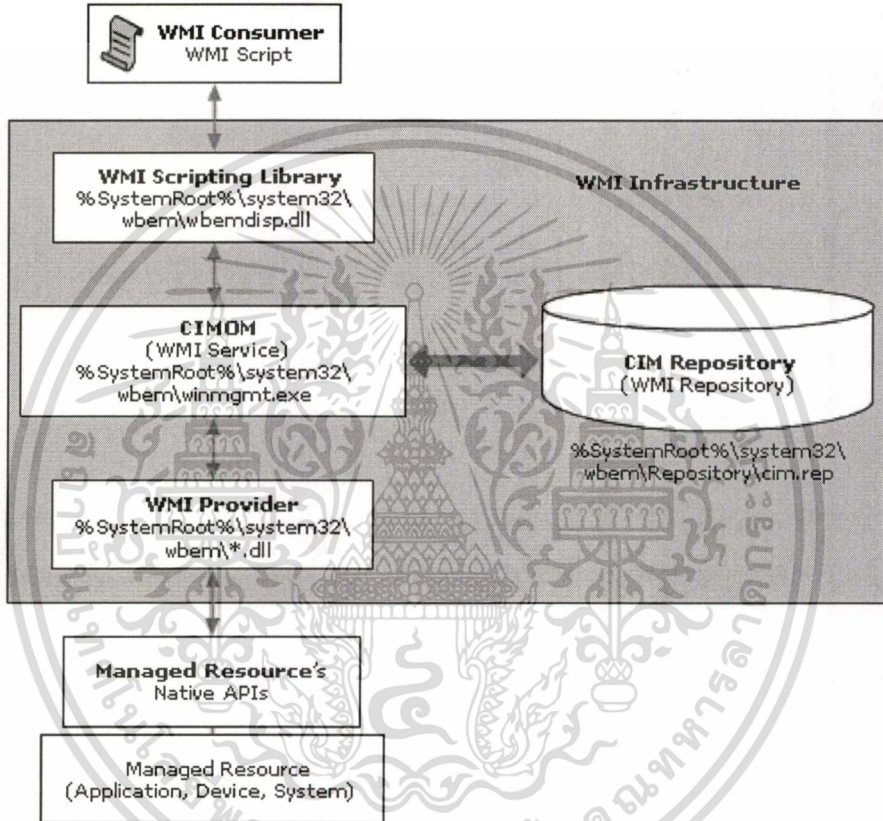 WMI Consumer
WMI Script
WMI Scripting Library
%SystemRoot%\system32\
wbem\wbemdisp.dll
WMI Infrastructure
CIMOM
(WMI Service)
%SystemRoot%\system32\
wbem\winmgmt.exe
CIM Repository
(WMI Repository)
%SystemRoot%\system32\
wbem\Repository\cim.rep
WMI Provider
%SystemRoot%\system32\
wbem\*.dll
Managed Resource's
Native APIs
Managed Resource
(Application, Device, System)